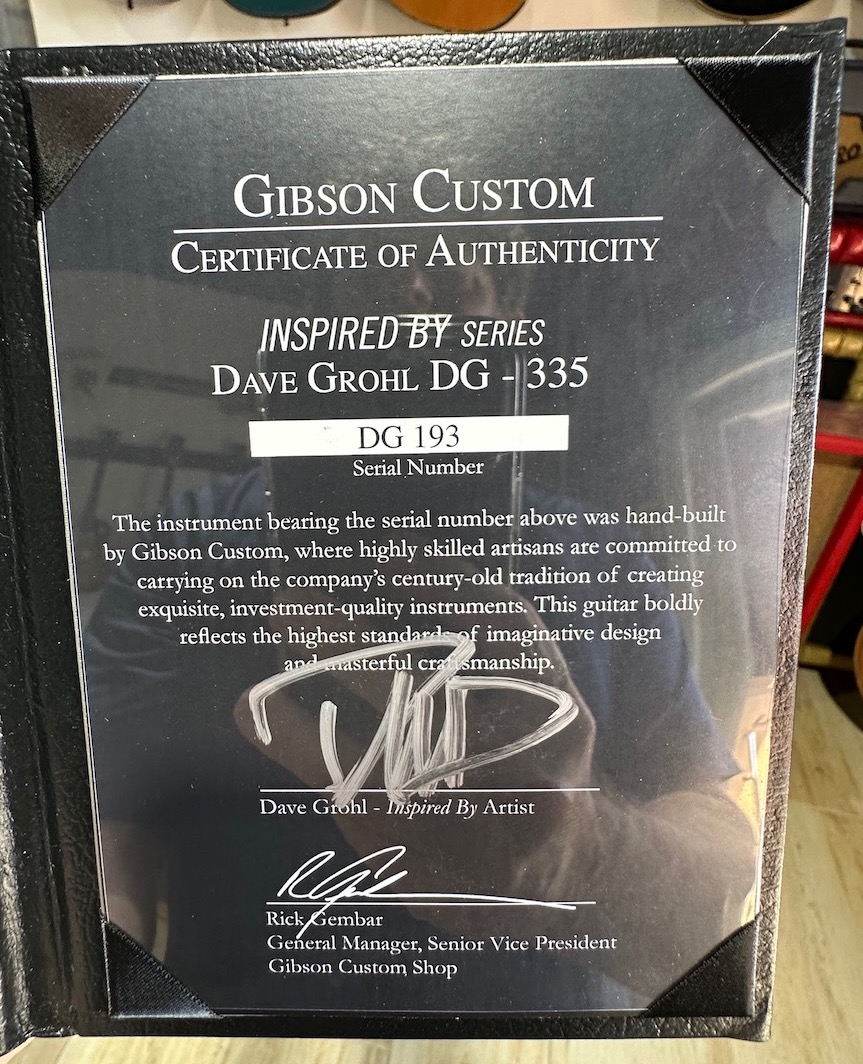 GIBSON CUSTOM
CERTIFICATE OF AUTHENTICITY
INSPIRED BY SERIES
DAVE GROHL DG - 335
DG 193
Serial Number
The instrument bearing the serial number above was hand-built
by Gibson Custom, where highly skilled artisans are committed to
carrying on the company's century-old tradition of creating
exquisite, investment-quality instruments. This guitar boldly
reflects the highest standards of imaginative design
and masterful craftsmanship.
Dave Grohl - Inspired By Artist
Rick Gembar
General Manager, Senior Vice President
Gibson Custom Shop